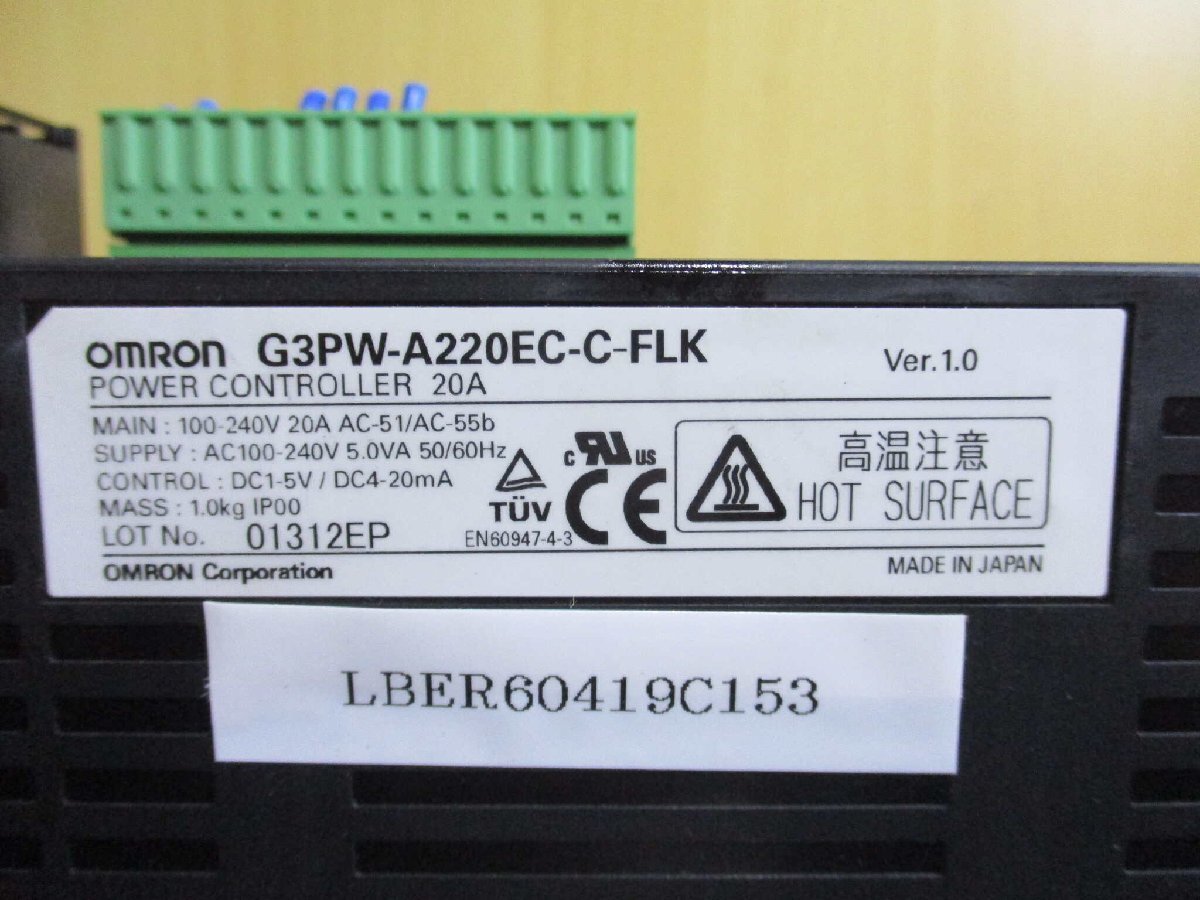 OMRON G3PW-A220EC-C-FLK Ver.1.0
POWER CONTROLLER 20A
MAIN : 100-240V 20A AC-51/AC-55b
SUPPLY : AC100-240V 5.0VA 50/60Hz
CONTROL : DC1-5V / DC4-20mA
MASS : 1.0kg IP00
LOT No. 01312EP
OMRON Corporation
TÜV
EN60947-4-3
c RU US
CE
高温注意
HOT SURFACE
MADE IN JAPAN
LBER60419C153